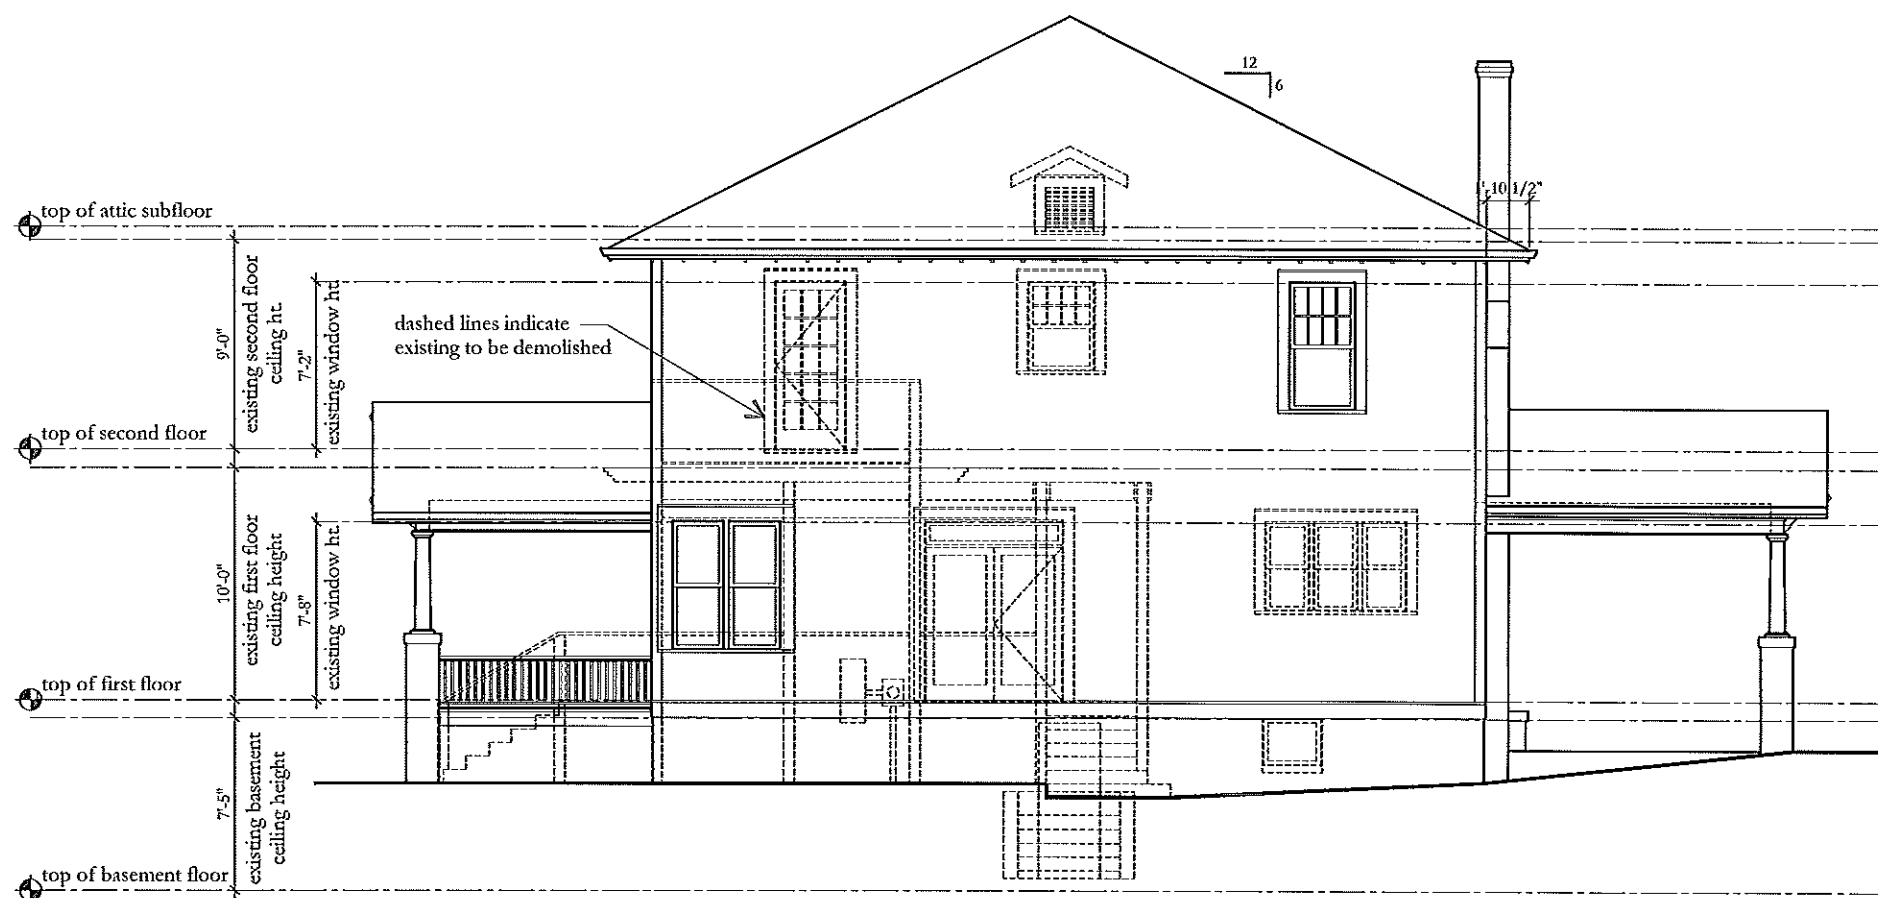 12
6
1', 10 1/2"
top of attic subfloor
9'-0"
existing second floor
ceiling ht.
7'-2"
existing window ht.
dashed lines indicate
existing to be demolished
top of second floor
10'-0"
existing first floor
ceiling height
7'-8"
existing window ht.
top of first floor
7'-5"
existing basement
ceiling height
top of basement floor